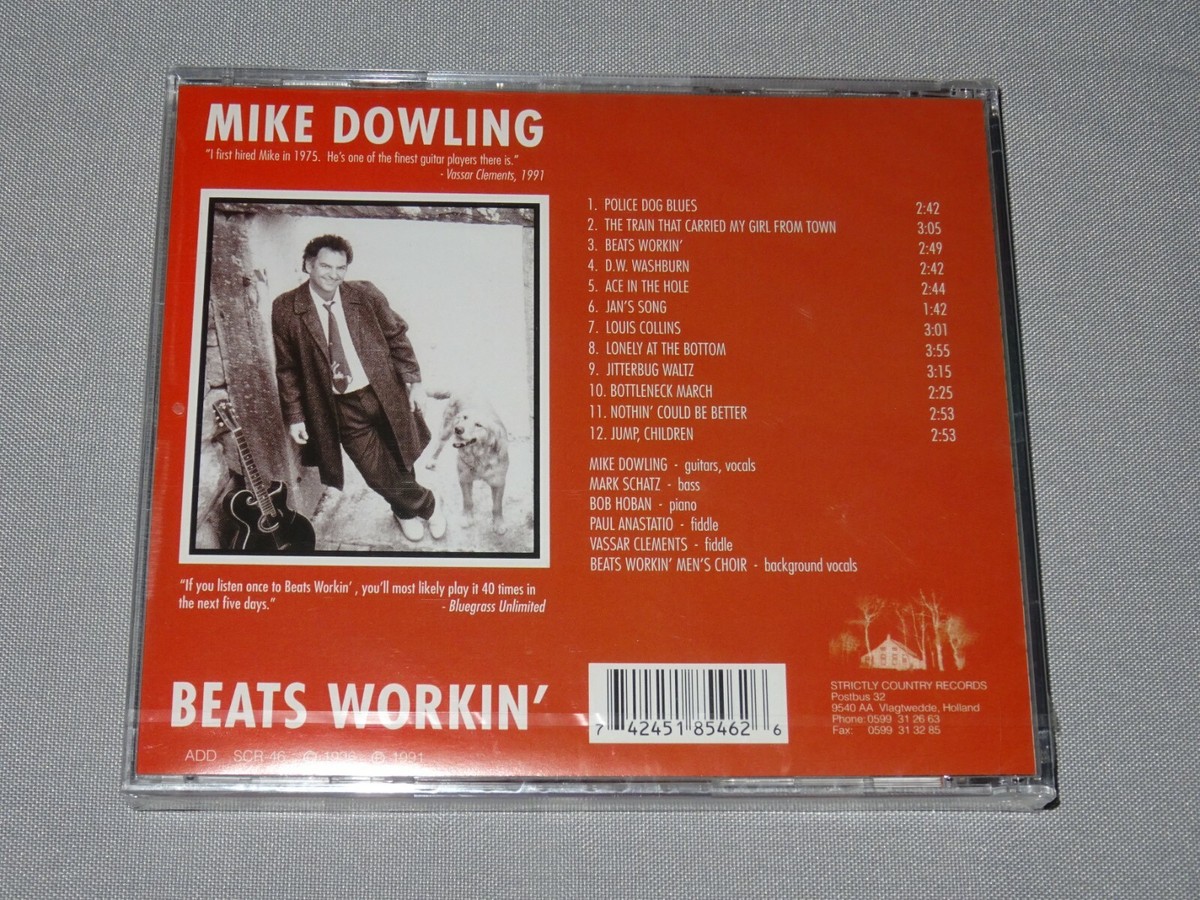 MIKE DOWLING
"I first hired Mike in 1975. He's one of the finest guitar players there is."
- Vassar Clements, 1991
1. POLICE DOG BLUES 2:42
2. THE TRAIN THAT CARRIED MY GIRL FROM TOWN 3:05
3. BEATS WORKIN' 2:49
4. D.W. WASHBURN 2:42
5. ACE IN THE HOLE 2:44
6. JAN'S SONG 1:42
7. LOUIS COLLINS 3:01
8. LONELY AT THE BOTTOM 3:55
9. JITTERBUG WALTZ 3:15
10. BOTTLENECK MARCH 2:25
11. NOTHIN' COULD BE BETTER 2:53
12. JUMP, CHILDREN 2:53
MIKE DOWLING - guitars, vocals
MARK SCHATZ - bass
BOB HOBAN - piano
PAUL ANASTATIO - fiddle
VASSAR CLEMENTS - fiddle
BEATS WORKIN' MEN'S CHOIR - background vocals
"If you listen once to Beats Workin' , you'll most likely play it 40 times in
the next five days." - Bluegrass Unlimited
BEATS WORKIN'
ADD SCR-46 © ℗ 1991
7 42451 85462 6
STRICTLY COUNTRY RECORDS
Postbus 32
9540 AA Vlagtwedde, Holland
Phone: 0599 31 26 63
Fax: 0599 31 32 85